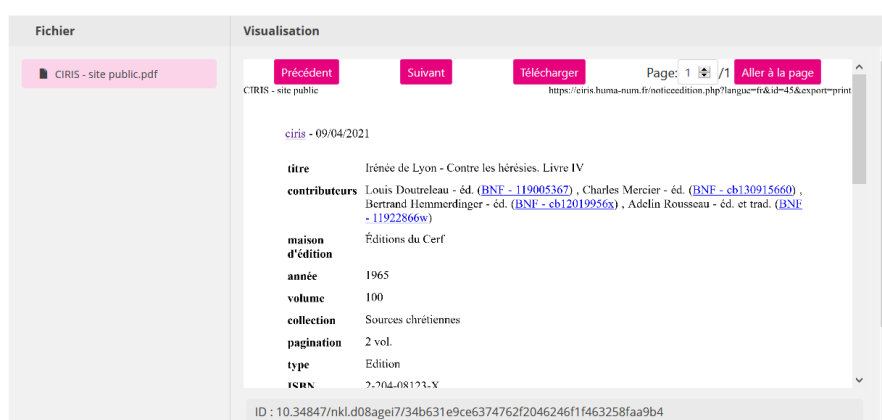 Fichier
Visualisation
CIRIS - site public.pdf
Précédent
Suivant
Télécharger
Page: 1 /1
Aller à la page
CIRIS - site public
https://ciris.huma-num.fr/noticeedition.php?langue=fr&id=45&export=print
ciris - 09/04/2021
titre Irénée de Lyon - Contre les hérésies. Livre IV
contributeurs Louis Doutreleau - éd. (BNF - 119005367) , Charles Mercier - éd. (BNF - cb130915660) ,
Bertrand Hemmerdinger - éd. (BNF - cb12019956x) , Adelin Rousseau - éd. et trad. (BNF
- 11922866w)
maison Éditions du Cerf
d'édition
année 1965
volume 100
collection Sources chrétiennes
pagination 2 vol.
type Edition
ISBN 2-204-08123-X
ID : 10.34847/nkl.d08agei7/34b631e9ce6374762f2046246f1f463258faa9b4